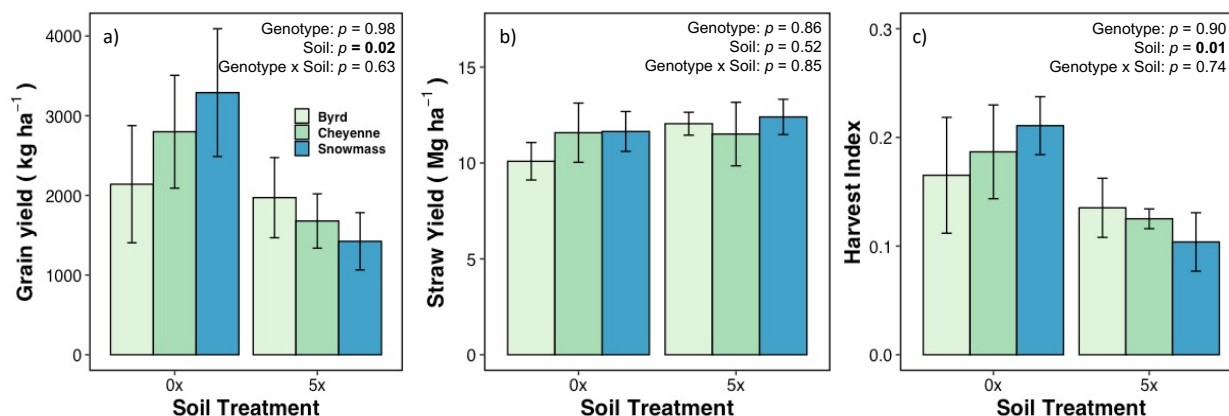 a)
Genotype: p = 0.98
Soil: p = 0.02
Genotype x Soil: p = 0.63
Byrd
Cheyenne
Snowmass
4000
3000
2000
1000
0
Grain yield ( kg ha⁻¹)
0x 5x
Soil Treatment
b)
Genotype: p = 0.86
Soil: p = 0.52
Genotype x Soil: p = 0.85
15
10
5
0
Straw Yield ( Mg ha⁻¹)
0x 5x
Soil Treatment
c)
Genotype: p = 0.90
Soil: p = 0.01
Genotype x Soil: p = 0.74
0.3
0.2
0.1
0.0
Harvest Index
0x 5x
Soil Treatment